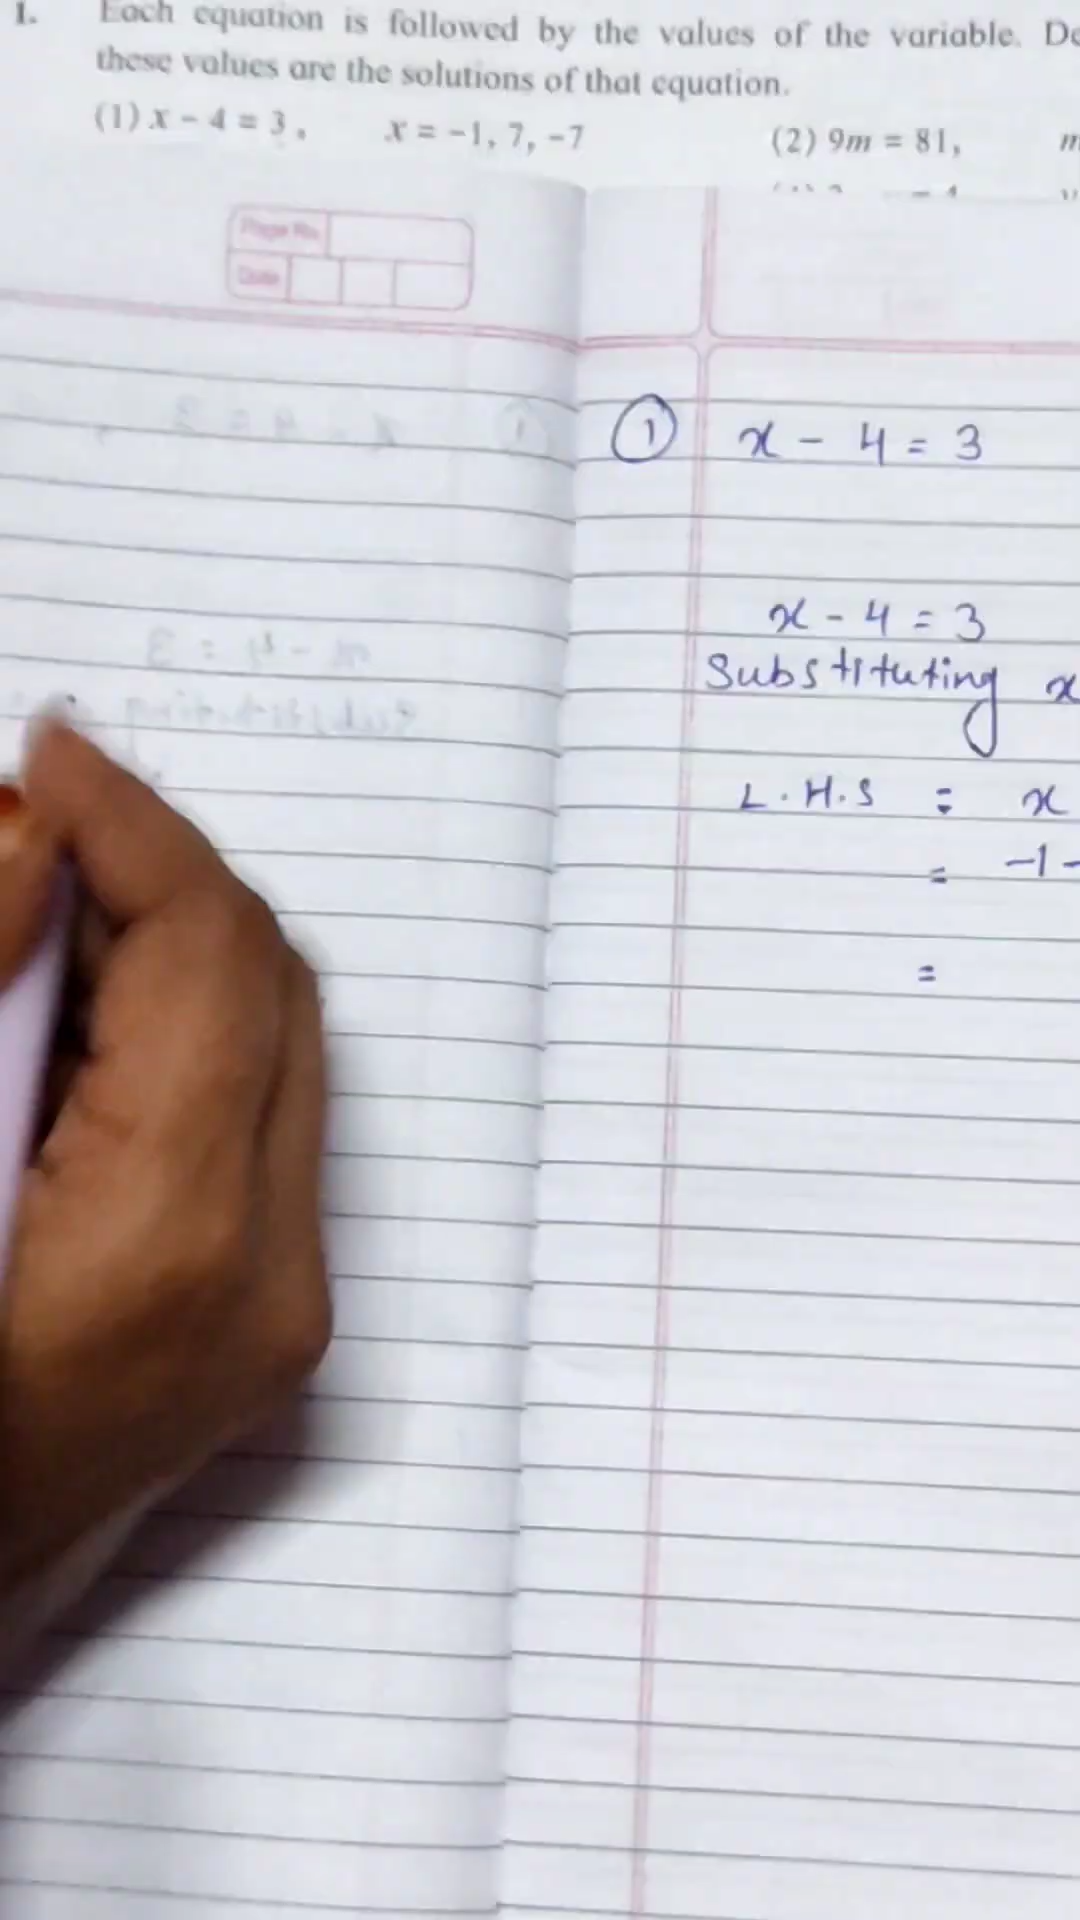 1. Each equation is followed by the values of the variable. De
these values are the solutions of that equation.
(1) x - 4 = 3, x = -1, 7, -7 (2) 9m = 81, m
Page No.
Date
1 x - 4 = 3
x - 4 = 3
Substituting x
L.H.S = x
= -1 -
=